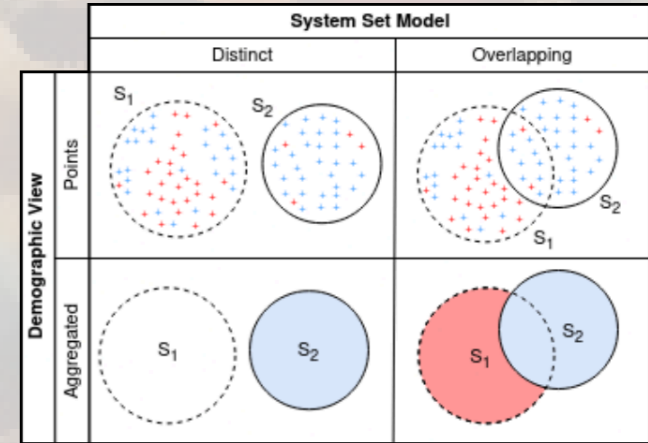 System Set Model
Distinct
Overlapping
Demographic View
Points
S1
S2
S2
S1
Aggregated
S1
S2
S1
S2